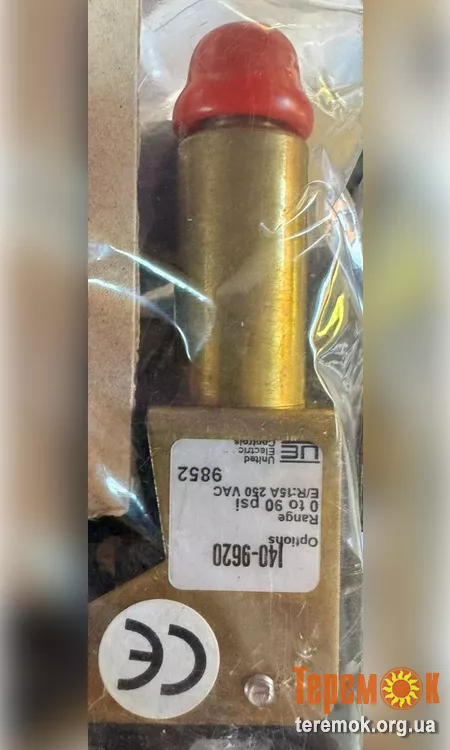 UE United
Electric
Controls
9852
E/R:15A 250 VAC
0 to 90 psi
Range
Options
J40-9620
CE
Теремок
teremok.org.ua